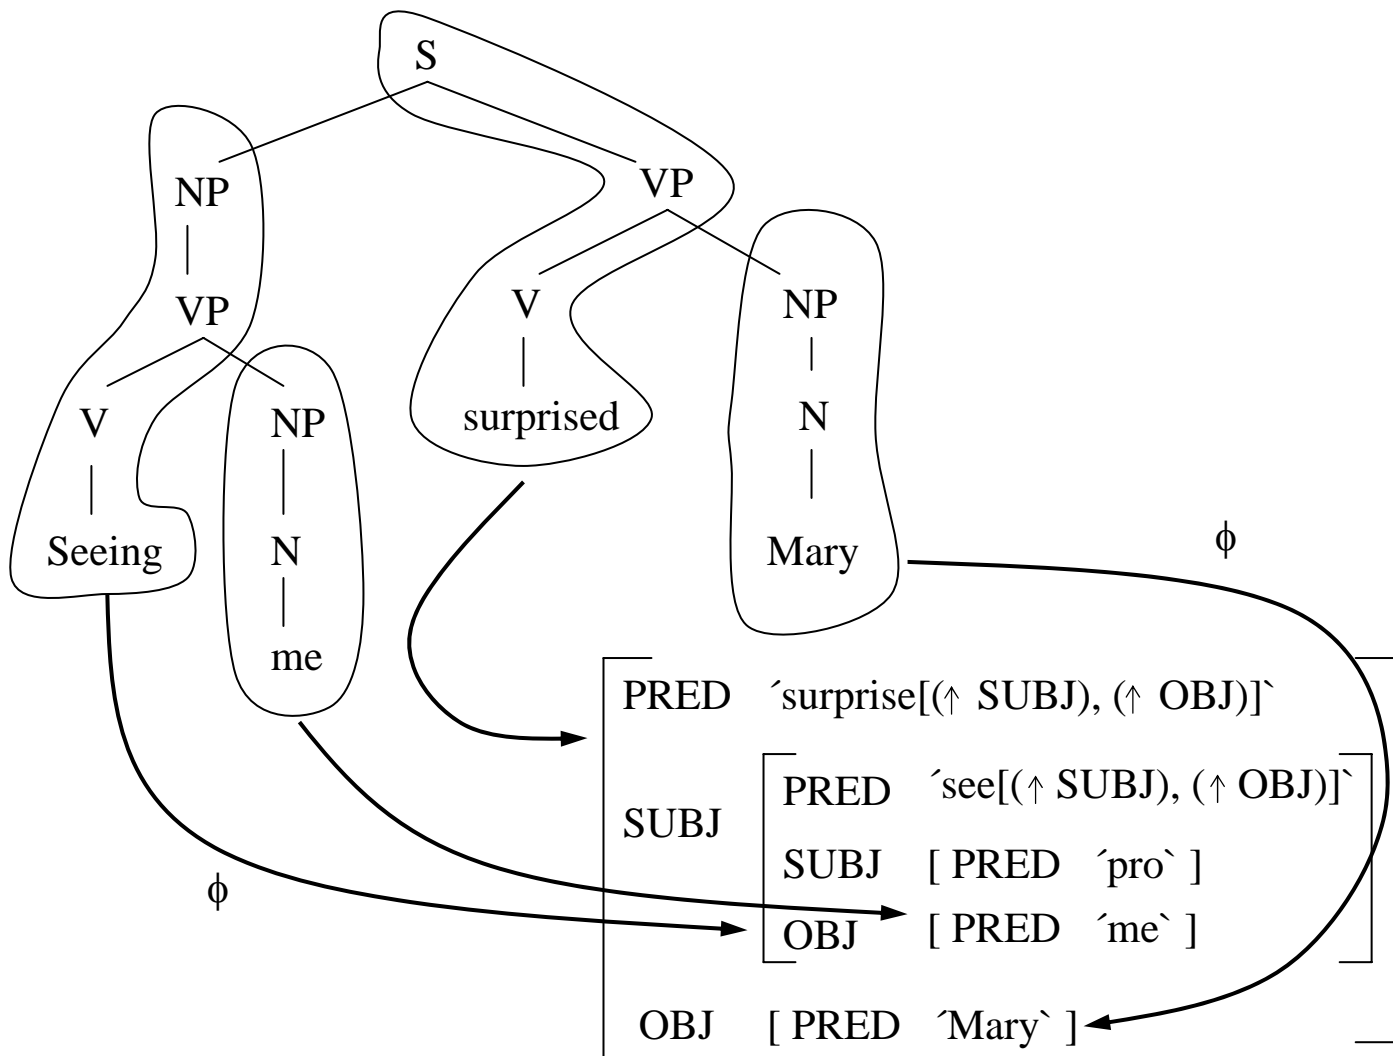 S
NP VP
VP V NP
V NP surprised N
Seeing N Mary ϕ
me
PRED ´surprise[(↑ SUBJ), (↑ OBJ)]`
SUBJ
PRED ´see[(↑ SUBJ), (↑ OBJ)]`
SUBJ [ PRED ´pro` ]
OBJ [ PRED ´me` ]
ϕ
OBJ [ PRED ´Mary` ]